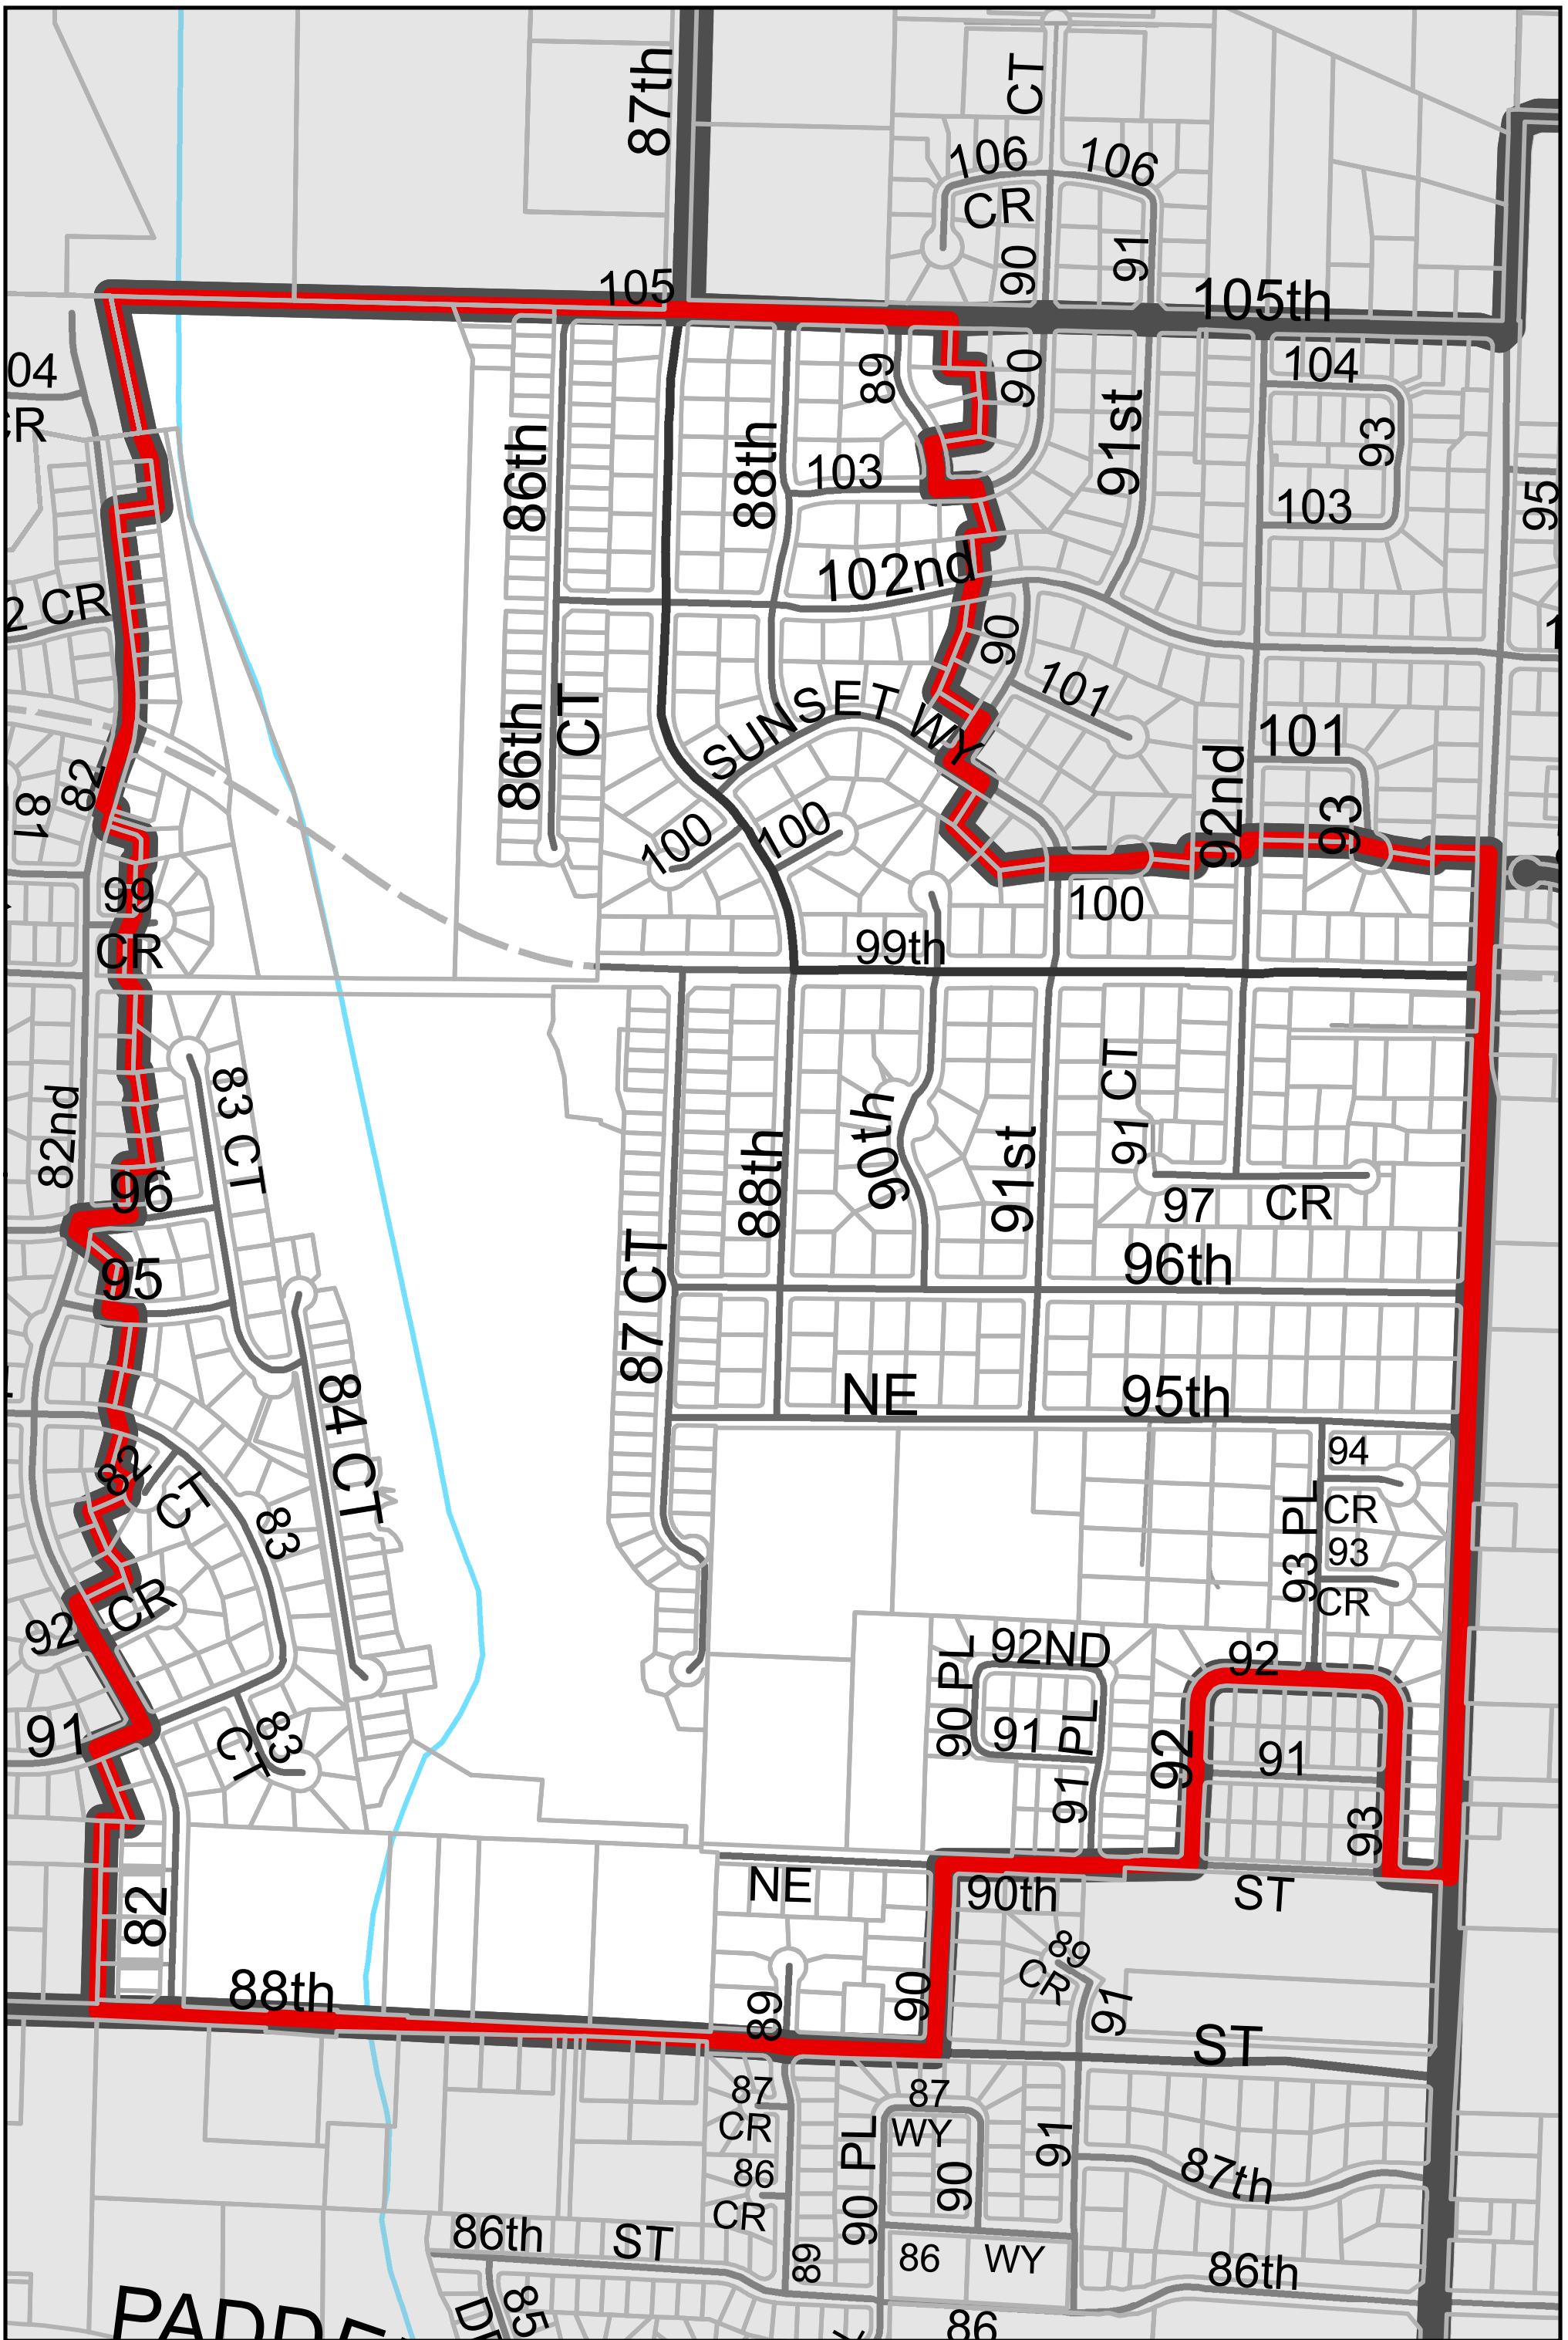 87th
CT
106
106
CR
90
91
105
105th
04
CR
89
90
91st
104
93
86th
88th
103
103
95
102nd
2 CR
90
101
86th
CT
SUNSET WY
82
81
100
100
92nd
101
93
99
CR
99th
100
82nd
83 CT
88th
90th
91st
91 CT
96
97
CR
96th
95
87 CT
NE
95th
84 CT
82
CT
83
94
CR
93 PL
93
CR
92
CR
91
CT
83
90 PL
92ND
91
PL
91
92
92
91
93
82
NE
90th
ST
88th
89
90
89
CR
91
ST
87
CR
87
WY
91
90 PL
90
87th
86
CR
86th
ST
89
86
WY
86th
85
86